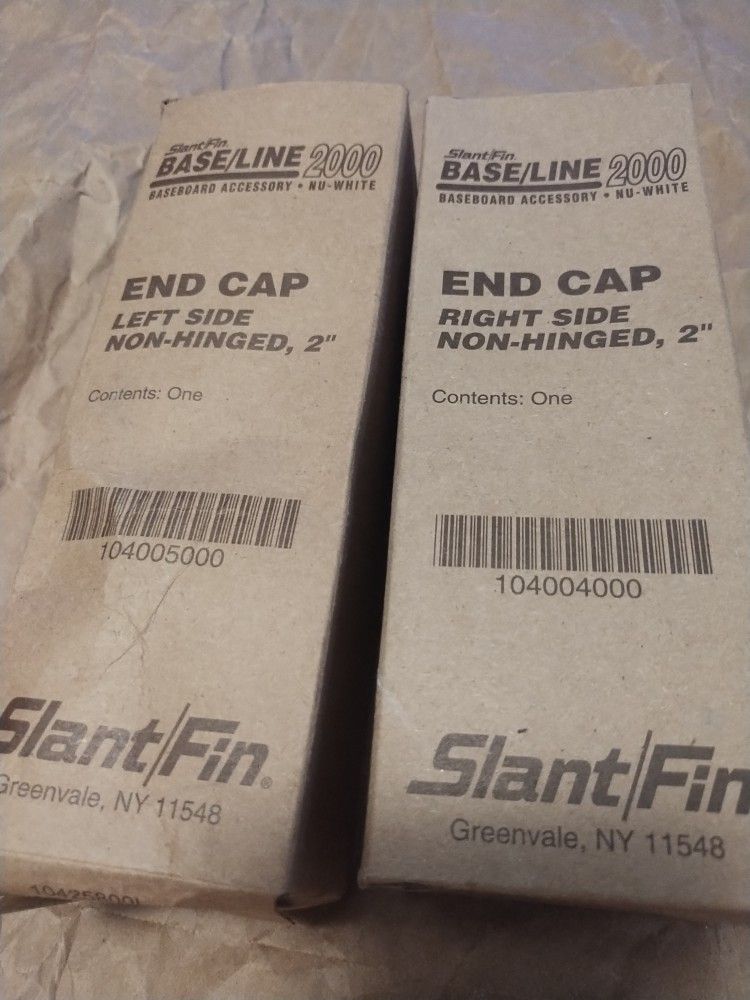 Slant/Fin.
BASE/LINE 2000
BASEBOARD ACCESSORY • NU-WHITE
END CAP
LEFT SIDE
NON-HINGED, 2"
Contents: One
104005000
Slant/Fin®
Greenvale, NY 11548
Slant/Fin.
BASE/LINE 2000
BASEBOARD ACCESSORY • NU-WHITE
END CAP
RIGHT SIDE
NON-HINGED, 2"
Contents: One
104004000
Slant/Fin
Greenvale, NY 11548